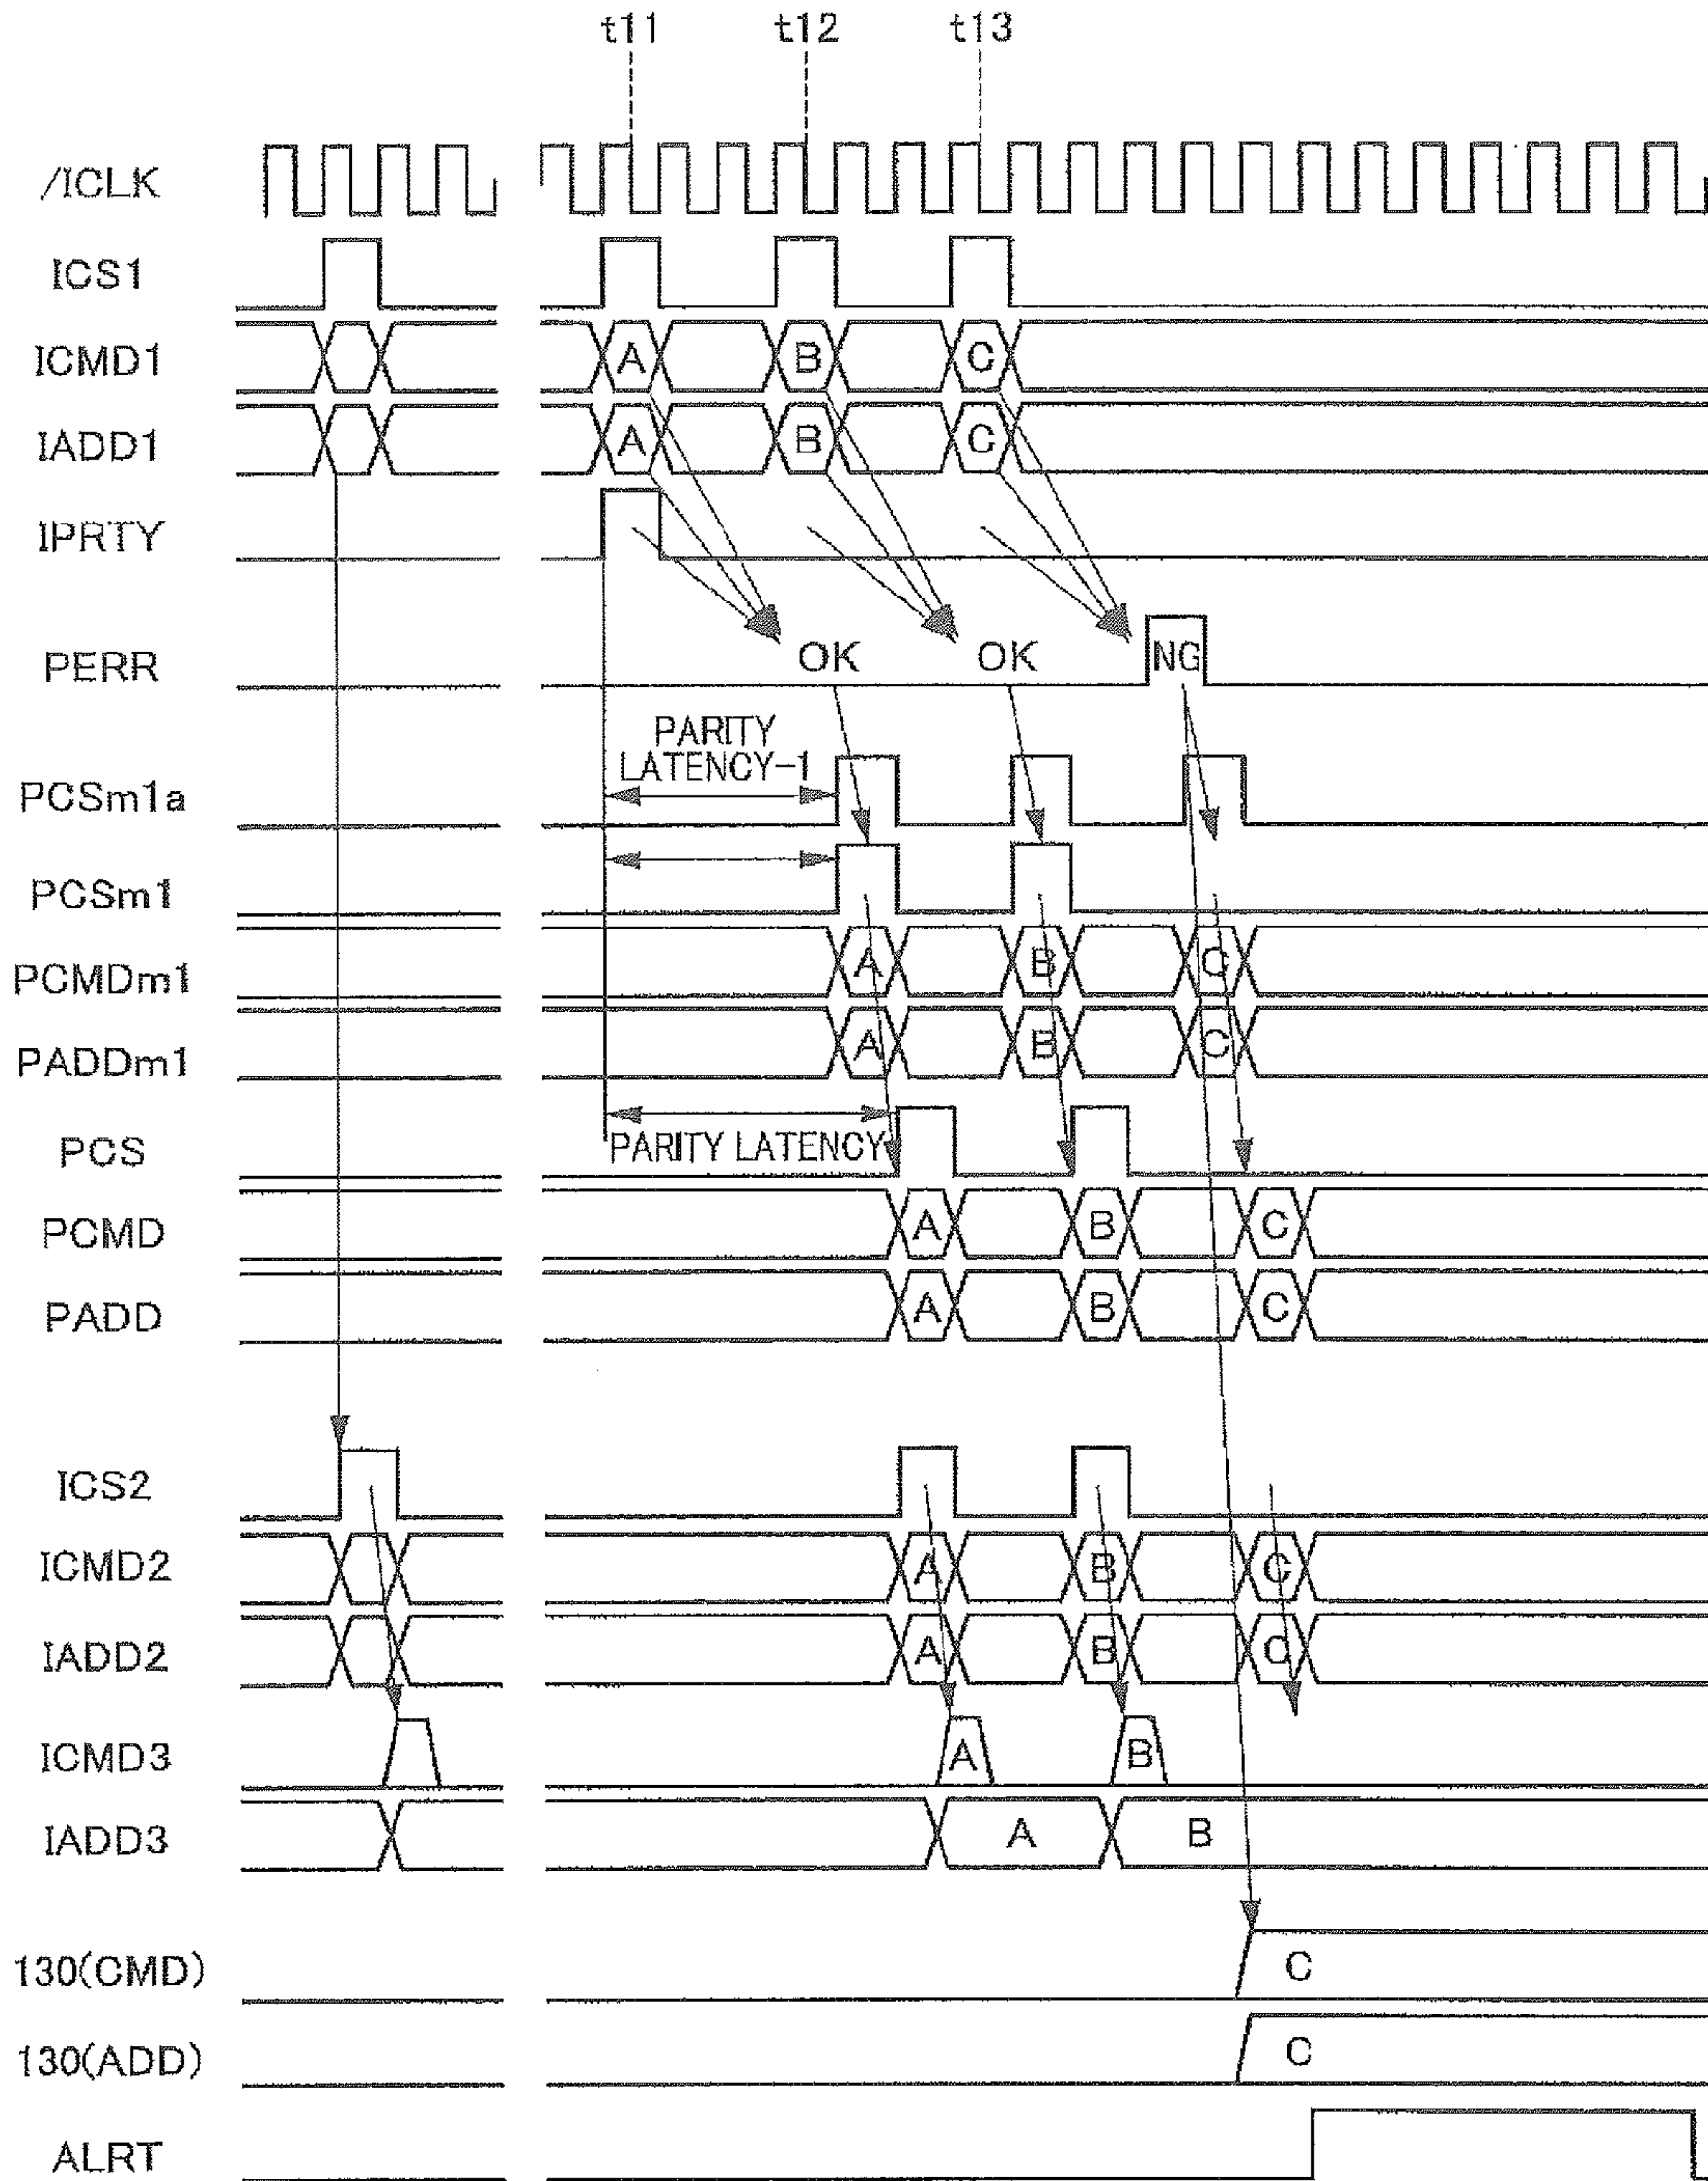 t11 t12 t13
/ICLK
ICS1
ICMD1 A B C
IADD1 A B C
IPRTY
PERR OK OK NG
PARITY
LATENCY-1
PCSm1a
PCSm1
PCMDm1 A B C
PADDm1 A B C
PCS PARITY LATENCY
PCMD A B C
PADD A B C
ICS2
ICMD2 A B C
IADD2 A B C
ICMD3 A B
IADD3 A B
130(CMD) C
130(ADD) C
ALRT